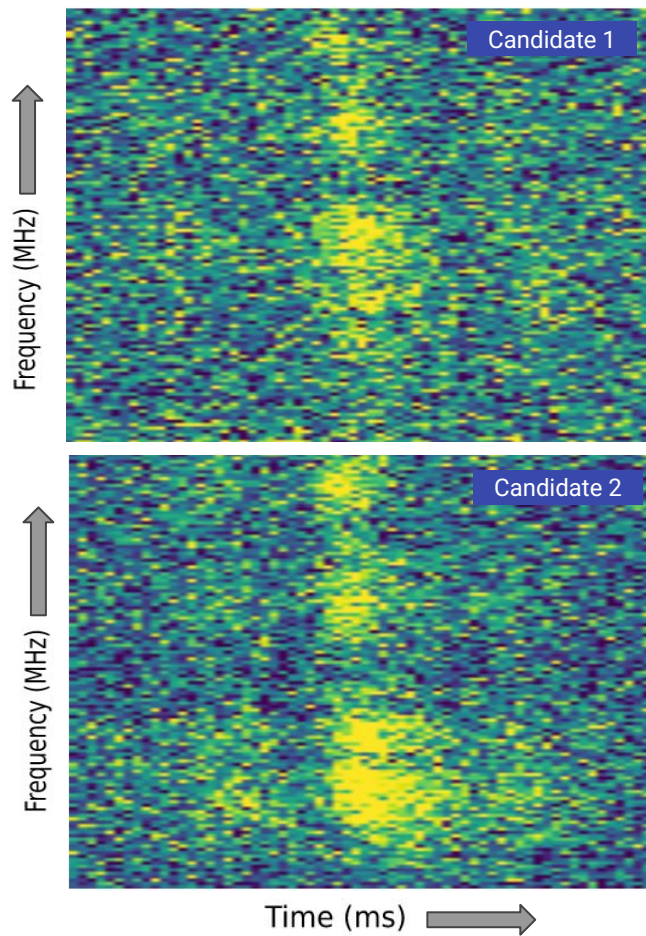 Candidate 1
Frequency (MHz)
Candidate 2
Frequency (MHz)
Time (ms)